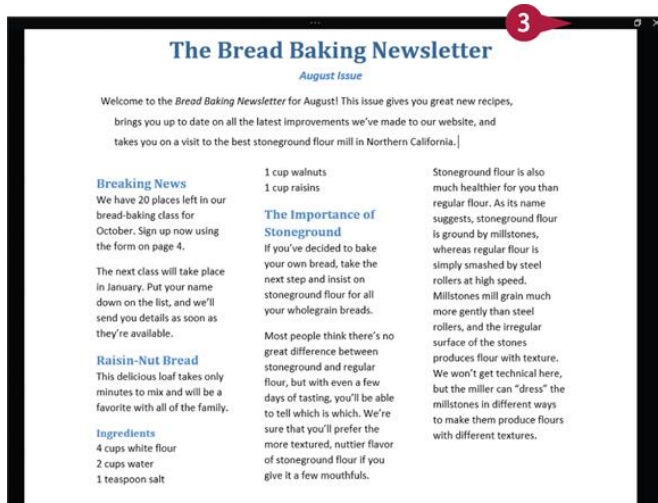 3
The Bread Baking Newsletter
August Issue
Welcome to the Bread Baking Newsletter for August! This issue gives you great new recipes,
brings you up to date on all the latest improvements we've made to our website, and
takes you on a visit to the best stoneground flour mill in Northern California.
Breaking News
We have 20 places left in our
bread-baking class for
October. Sign up now using
the form on page 4.
The next class will take place
in January. Put your name
down on the list, and we'll
send you details as soon as
they're available.
Raisin-Nut Bread
This delicious loaf takes only
minutes to mix and will be a
favorite with all of the family.
Ingredients
4 cups white flour
2 cups water
1 teaspoon salt
1 cup walnuts
1 cup raisins
The Importance of
Stoneground
If you've decided to bake
your own bread, take the
next step and insist on
stoneground flour for all
your wholegrain breads.
Most people think there's no
great difference between
stoneground and regular
flour, but with even a few
days of tasting, you'll be able
to tell which is which. We're
sure that you'll prefer the
more textured, nuttier flavor
of stoneground flour if you
give it a few mouthfuls.
Stoneground flour is also
much healthier for you than
regular flour. As its name
suggests, stoneground flour
is ground by millstones,
whereas regular flour is
simply smashed by steel
rollers at high speed.
Millstones mill grain much
more gently than steel
rollers, and the irregular
surface of the stones
produces flour with texture.
We won't get technical here,
but the miller can "dress" the
millstones in different ways
to make them produce flours
with different textures.